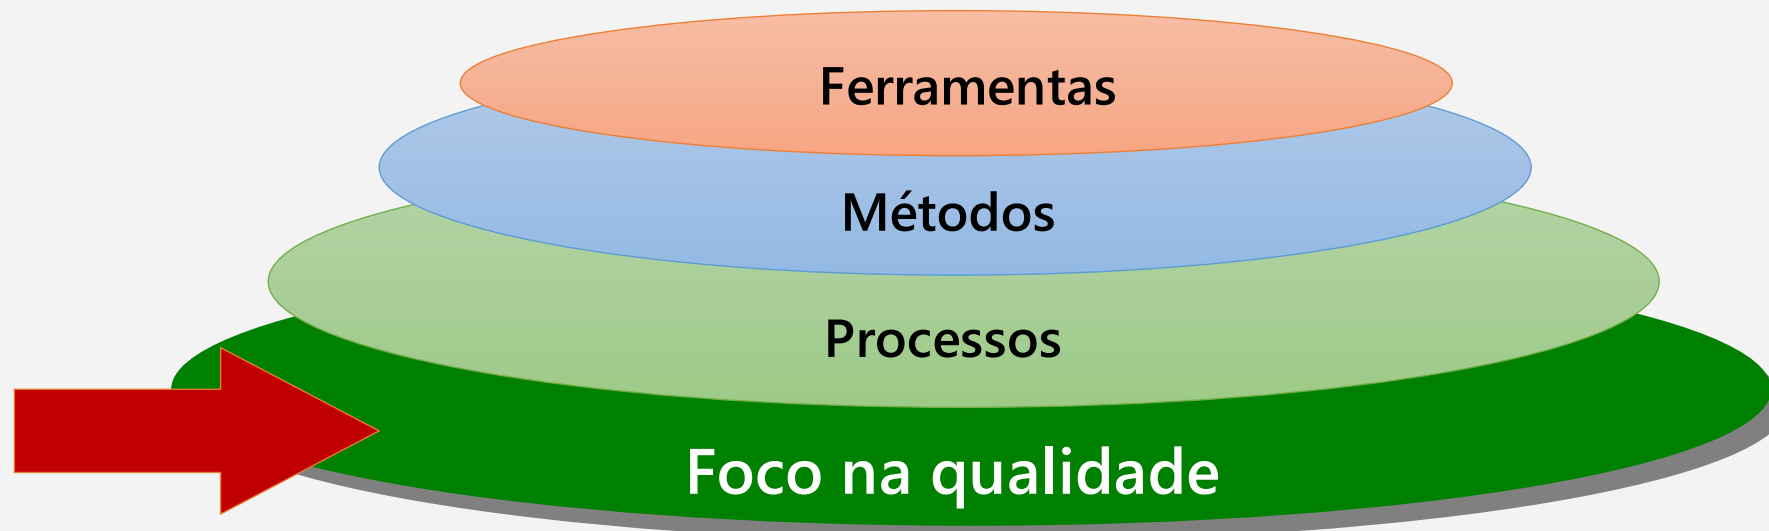 Ferramentas
Métodos
Processos
Foco na qualidade